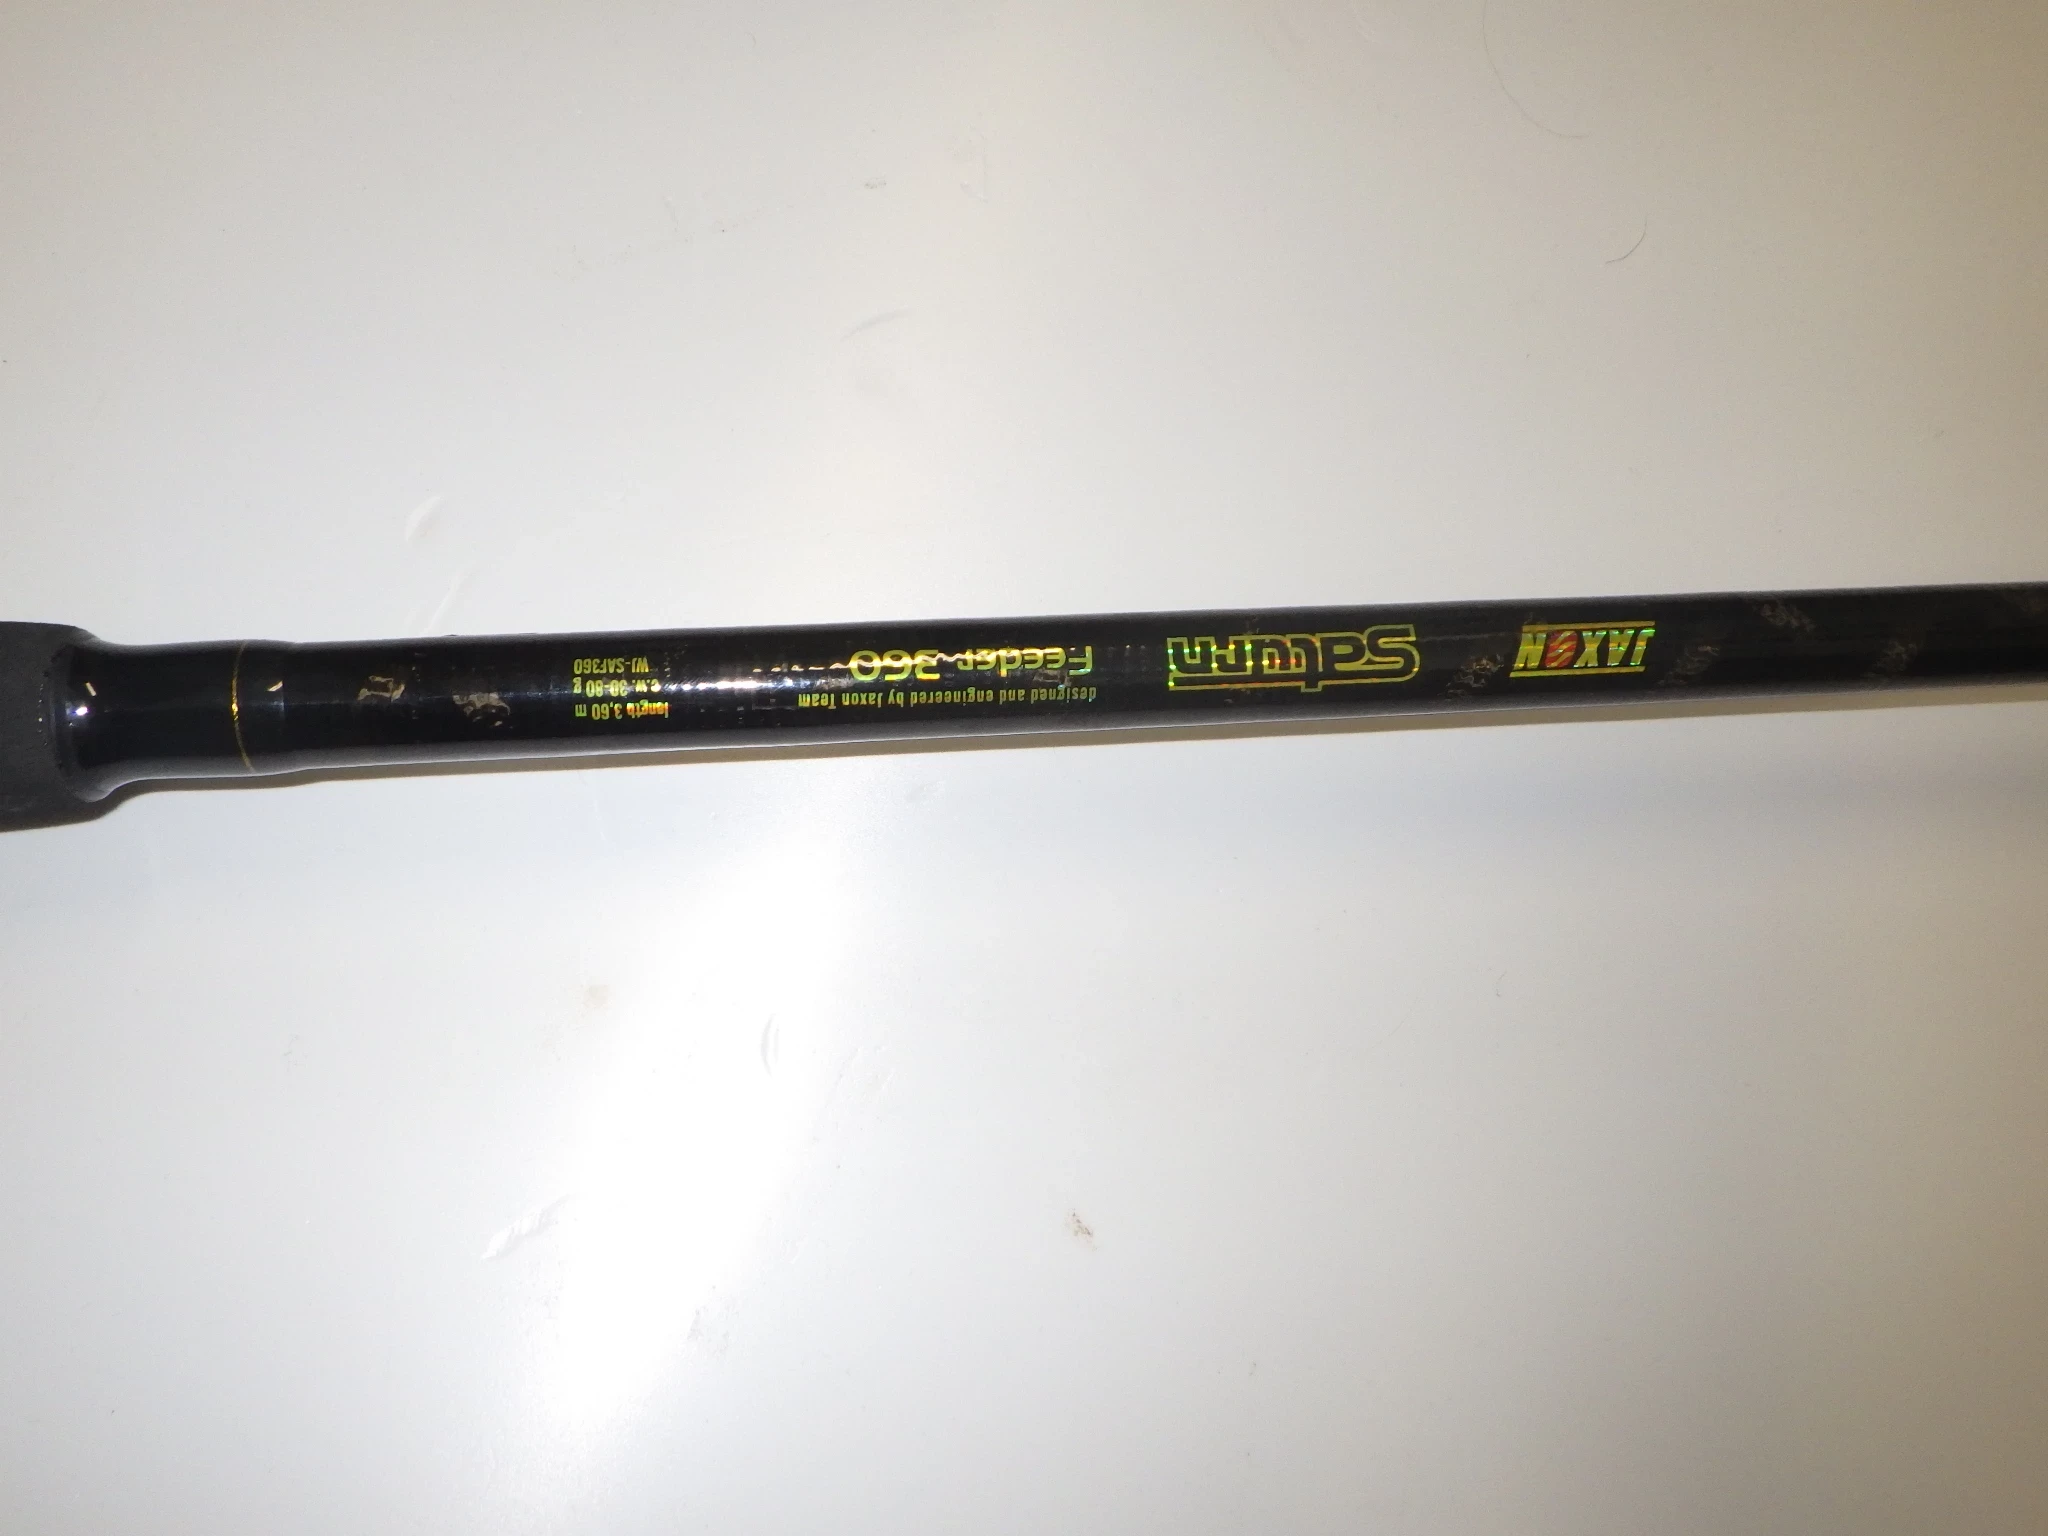 JAXON
Saturn
designed and engineered by Jaxon Team
Feeder 360
length 3,60 m
c.w. 30-80 g
WJ-SAF360